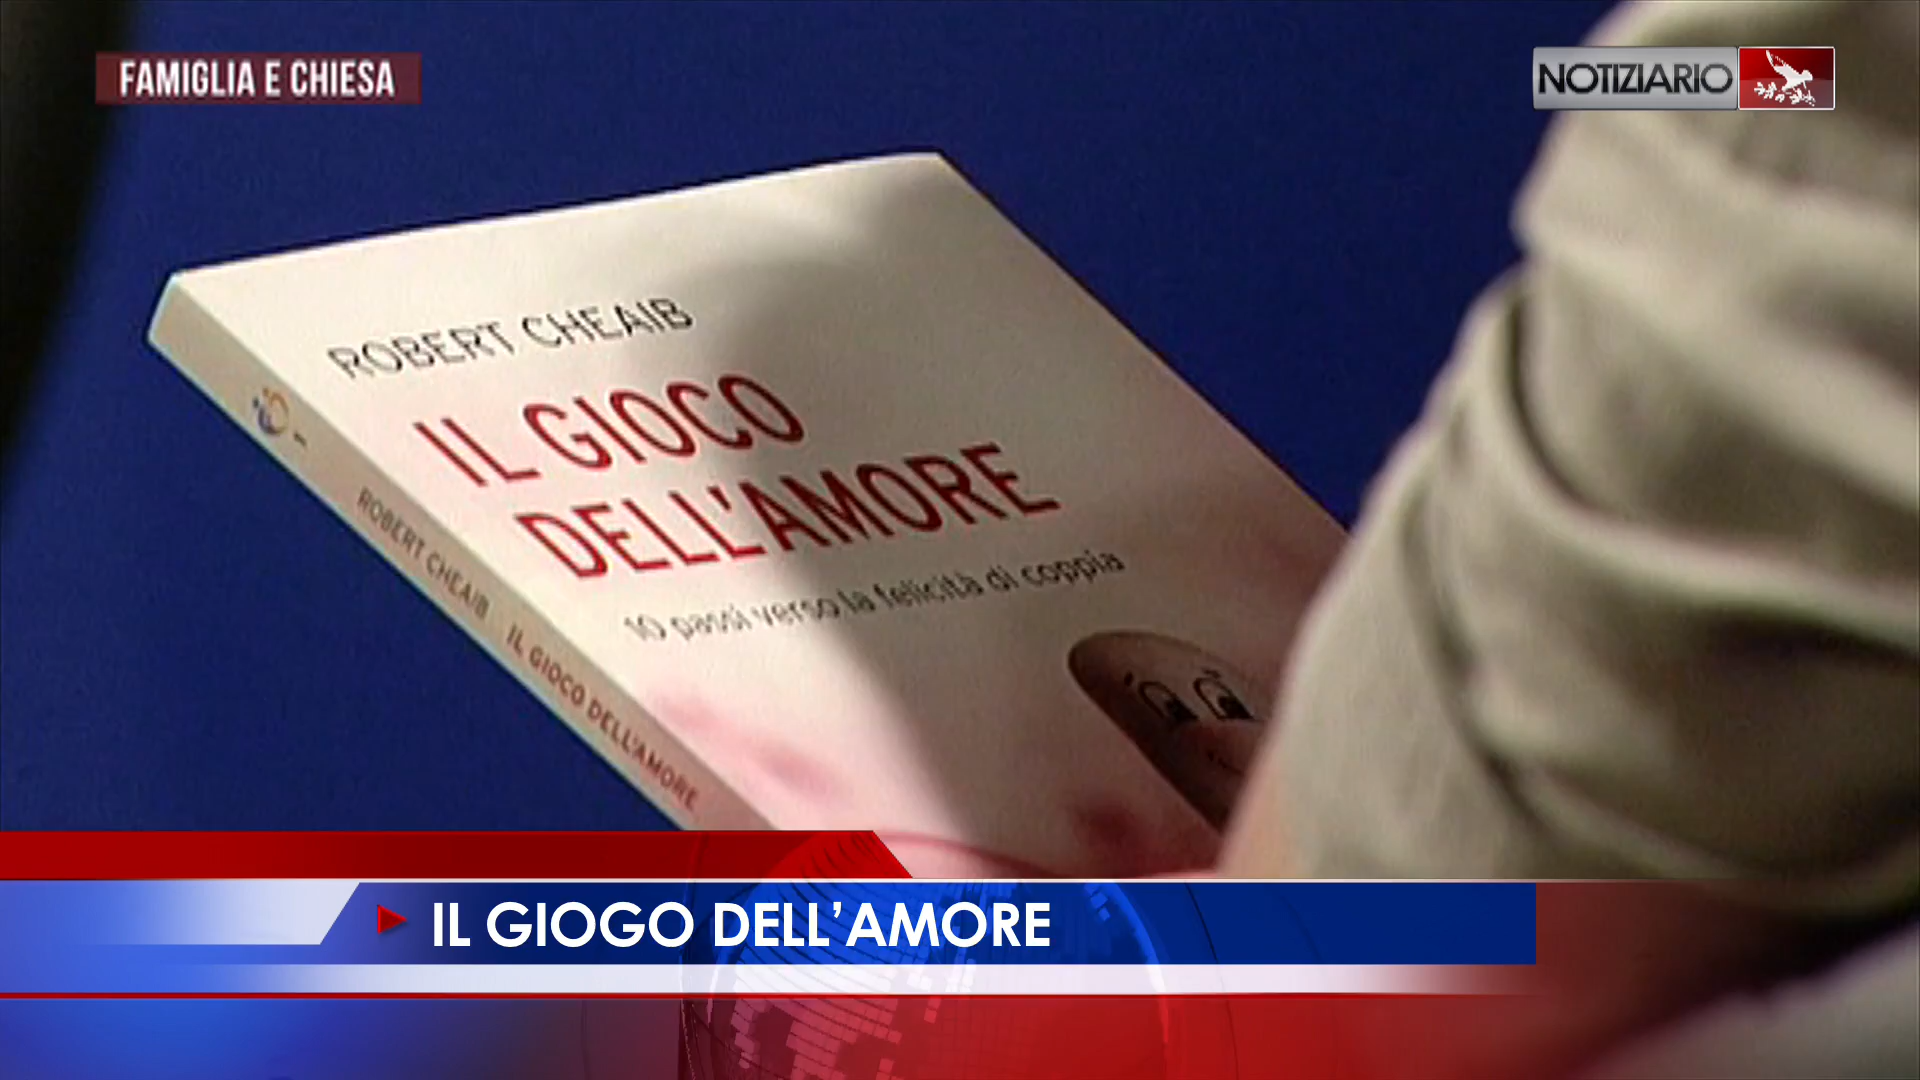 FAMIGLIA E CHIESA
NOTIZIARIO
ROBERT CHEAIB
IL GIOCO
DELL'AMORE
10 passi verso la felicità di coppia
ROBERT CHEAIB IL GIOCO DELL'AMORE
IL GIOGO DELL'AMORE